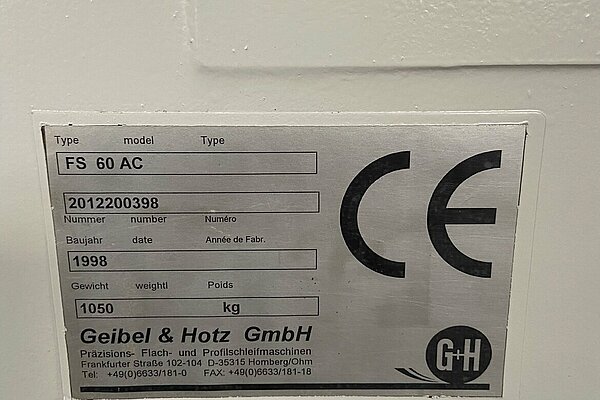 Type model Type
FS 60 AC
2012200398
Nummer number Numéro
Baujahr date Année de Fabr.
1998
Gewicht weightl Poids
1050 kg
Geibel & Hotz GmbH
Präzisions- Flach- und Profilschleifmaschinen
Frankfurter Straße 102-104 D-35315 Homberg/Ohm
Tel: +49(0)6633/181-0 FAX: +49(0)6633/181-18
CE
G+H